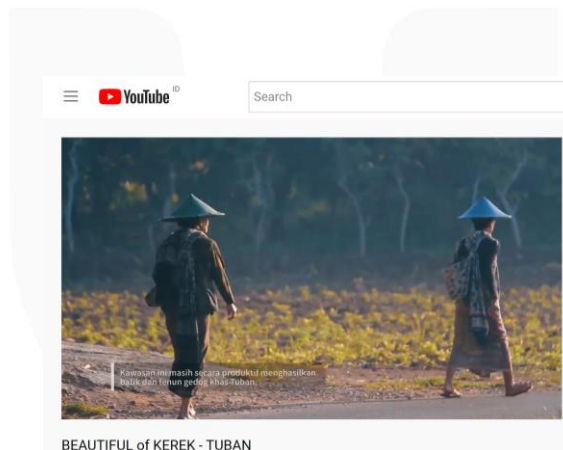 YouTube ID
Search
Kawasan ini masih secara produktif menghasilkan
batik dan tenun gedog khas Tuban.
BEAUTIFUL of KEREK - TUBAN